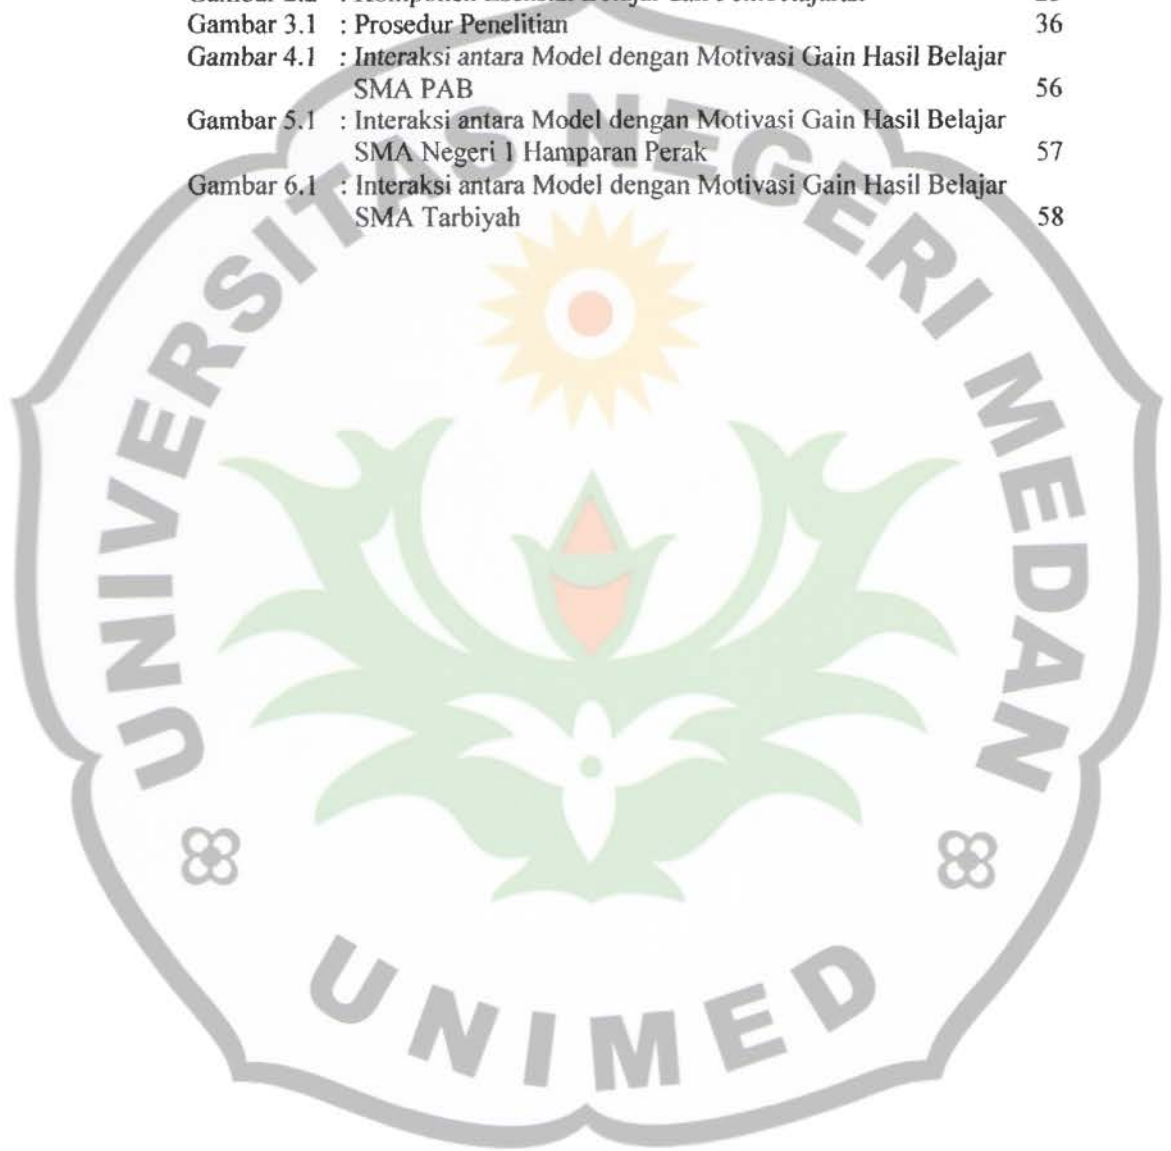 Gambar 3.1 : Prosedur Penelitian 36
Gambar 4.1 : Interaksi antara Model dengan Motivasi Gain Hasil Belajar
SMA PAB 56
Gambar 5.1 : Interaksi antara Model dengan Motivasi Gain Hasil Belajar
SMA Negeri 1 Hamparan Perak 57
Gambar 6.1 : Interaksi antara Model dengan Motivasi Gain Hasil Belajar
SMA Tarbiyah 58
UNIVERSITAS NEGERI MEDAN
UNIMED